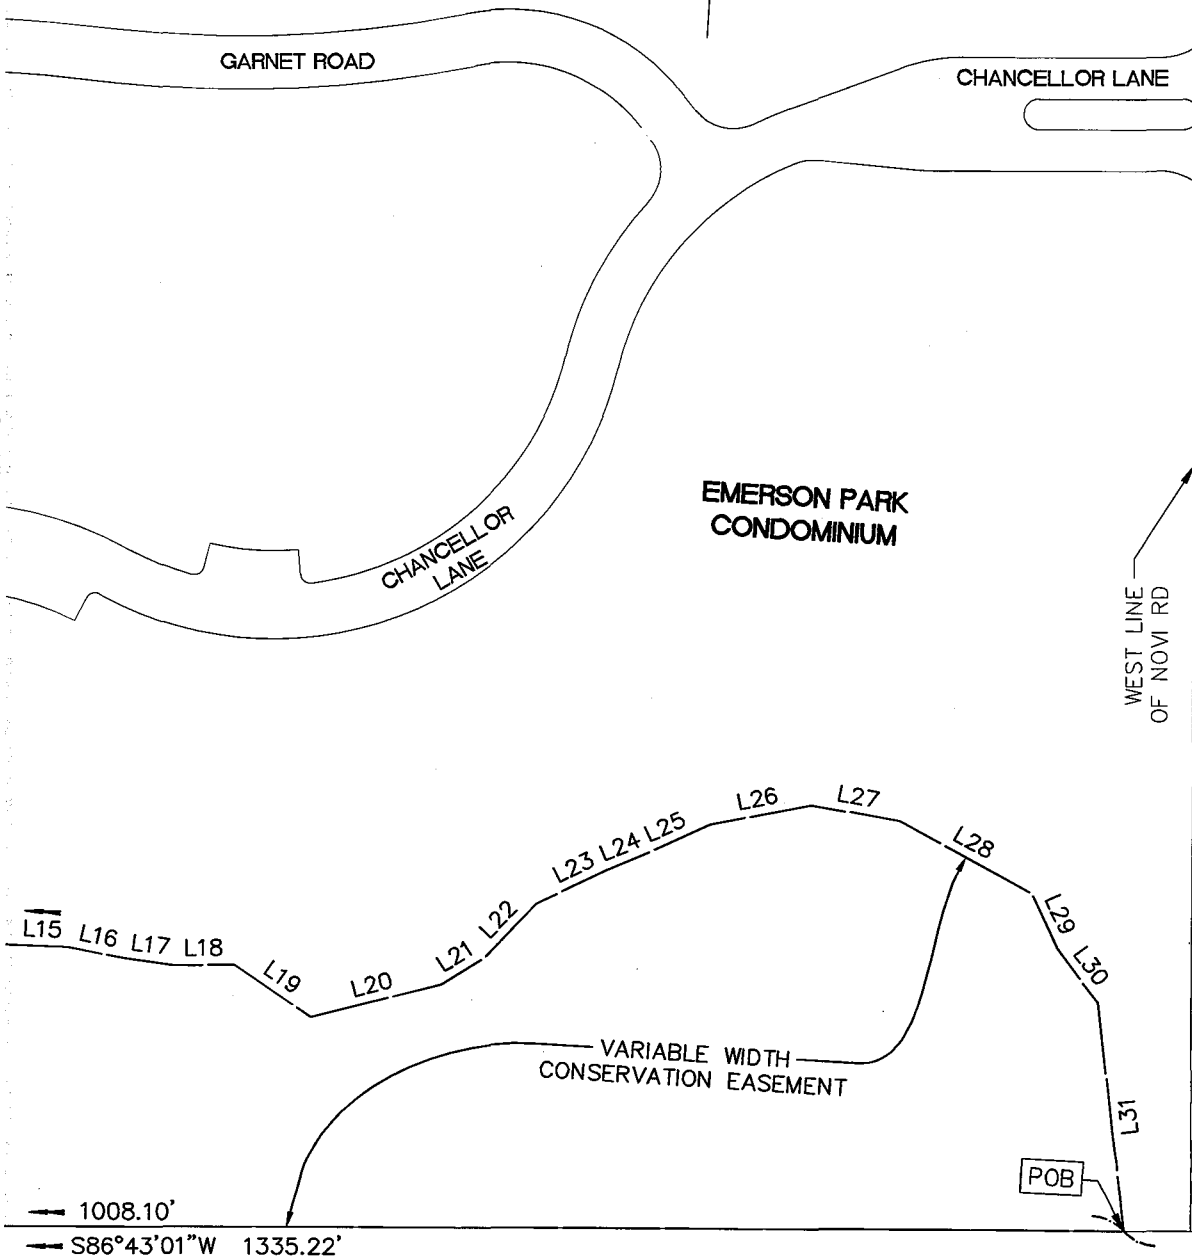 GARNET ROAD
CHANCELLOR LANE
EMERSON PARK
CONDOMINIUM
CHANCELLOR
LANE
WEST LINE
OF NOVI RD
L26
L27
L28
L25
L24
L23
L22
L21
L20
L19
L18
L17
L16
L15
L29
L30
VARIABLE WIDTH
CONSERVATION EASEMENT
L31
POB
1008.10'
S86°43'01"W 1335.22'